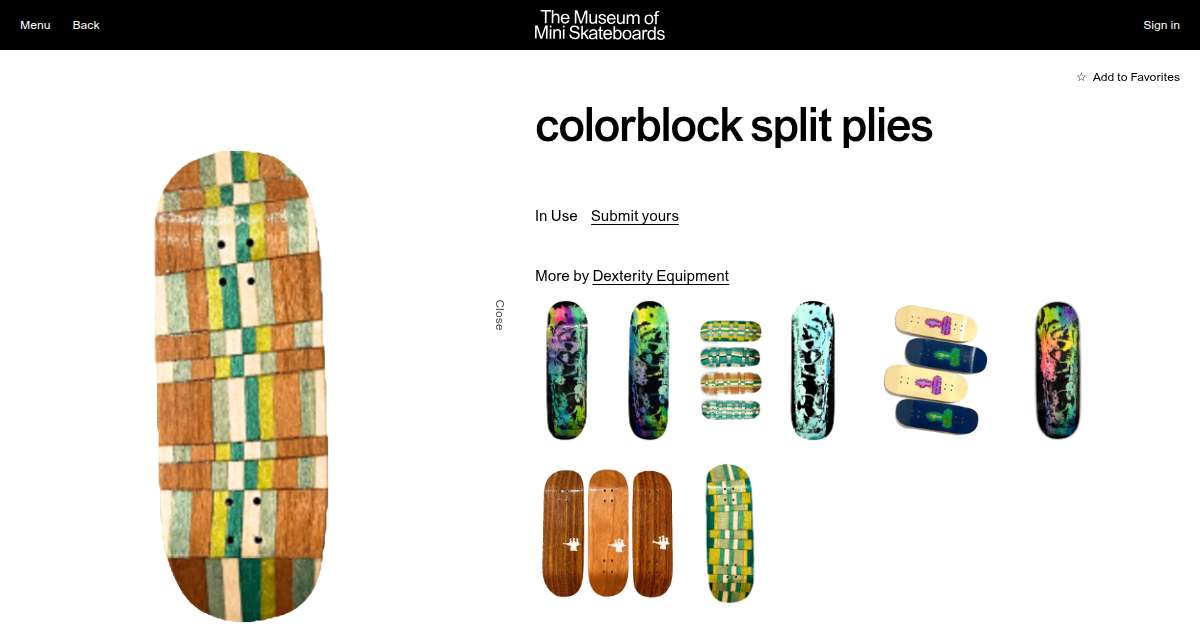 Menu
Back
The Museum of
Mini Skateboards
Sign in
☆ Add to Favorites
colorblock split plies
In Use Submit yours
More by Dexterity Equipment
Close